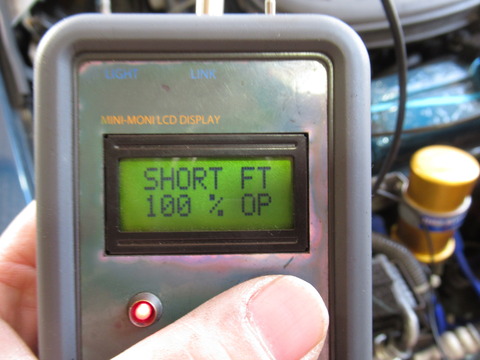 LIGHT LINK
MINI-MONI LCD DISPLAY
SHORT FT
100 % OP